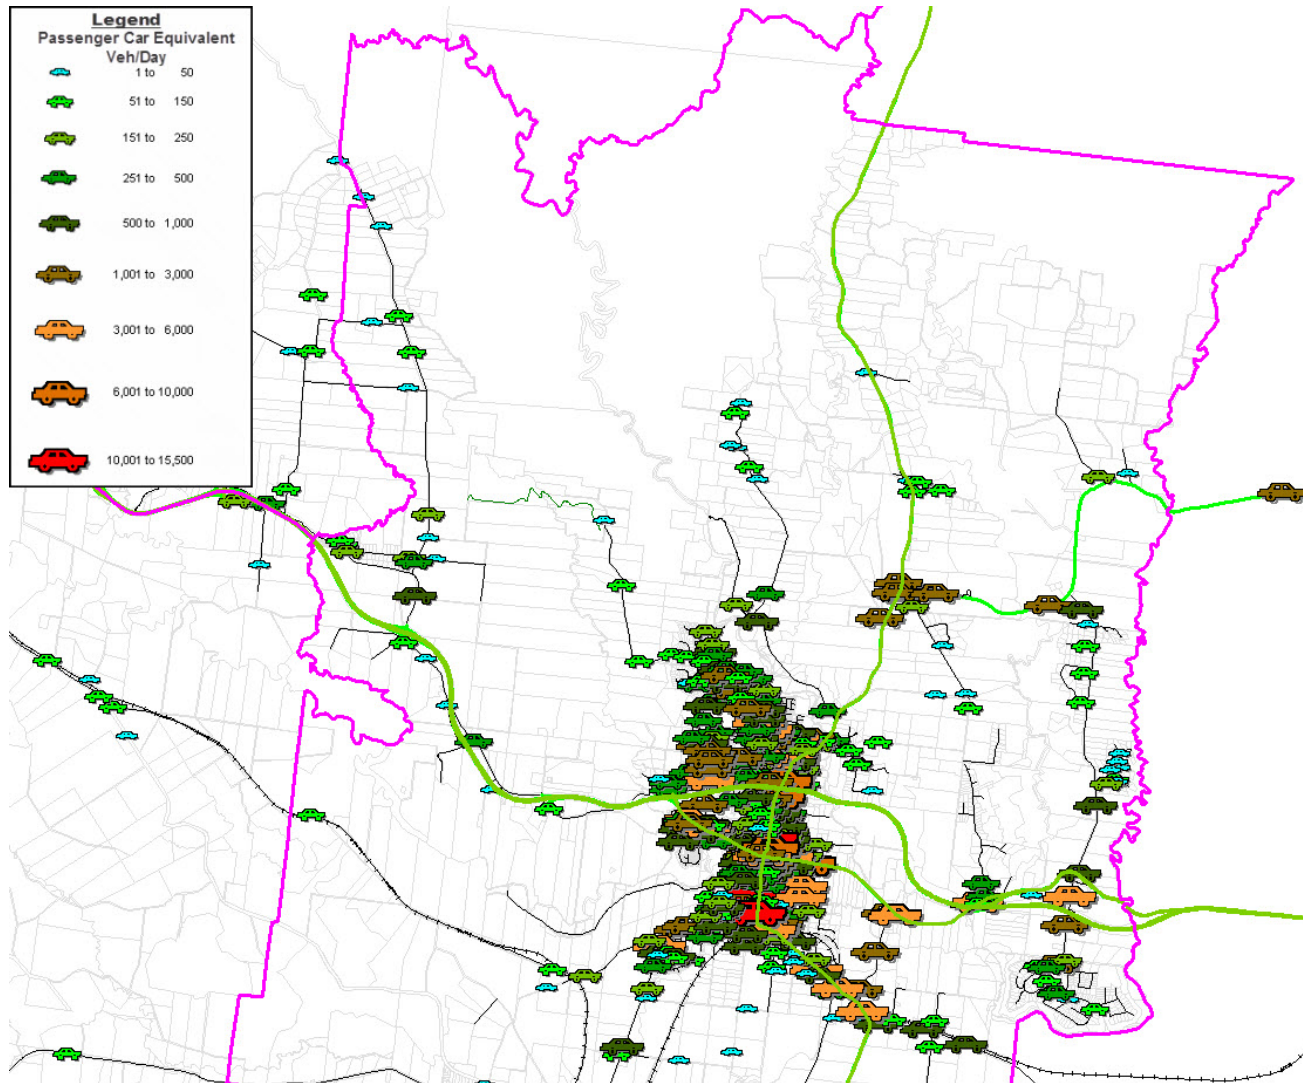 Legend
Passenger Car Equivalent
Veh/Day
1 to 50
51 to 150
151 to 250
251 to 500
500 to 1,000
1,001 to 3,000
3,001 to 6,000
6,001 to 10,000
10,001 to 15,500